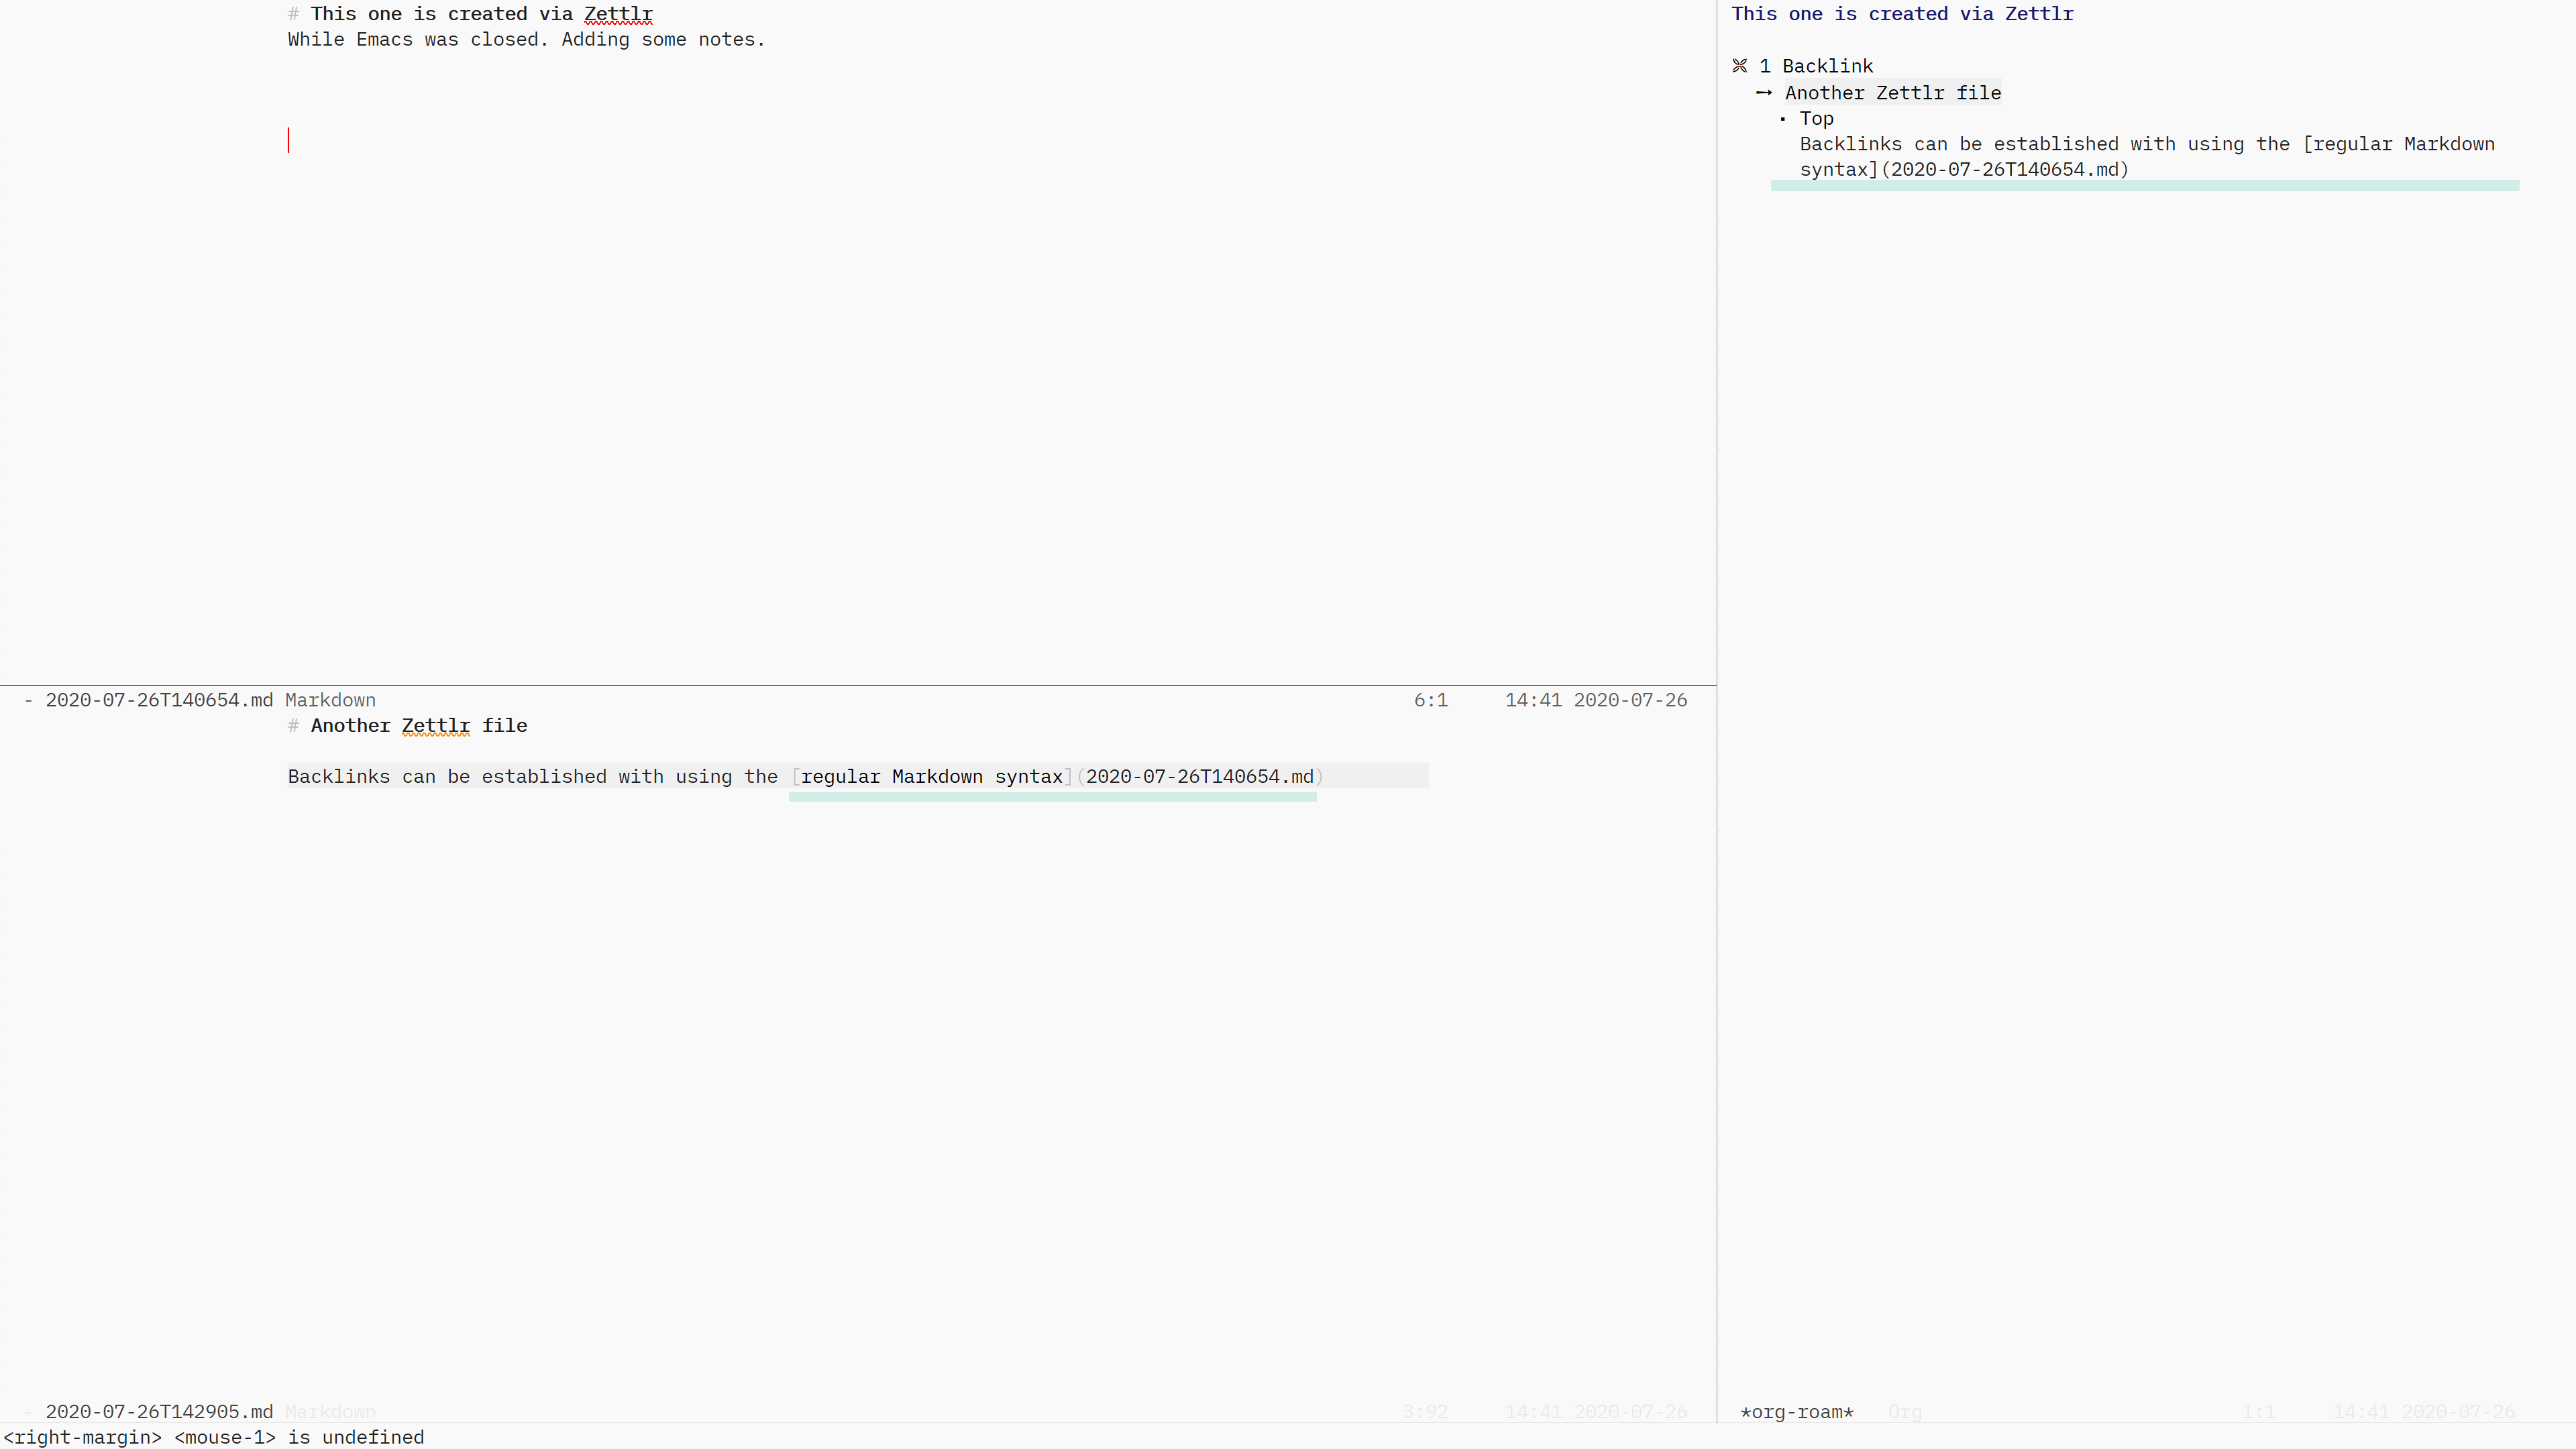 # This one is created via Zettlr
While Emacs was closed. Adding some notes.
- 2020-07-26T140654.md Markdown 6:1 14:41 2020-07-26
# Another Zettlr file
Backlinks can be established with using the [regular Markdown syntax](2020-07-26T140654.md)
- 2020-07-26T142905.md Markdown 3:92 14:41 2020-07-26
This one is created via Zettlr
1 Backlink
→ Another Zettlr file
▪ Top
Backlinks can be established with using the [regular Markdown
syntax](2020-07-26T140654.md)
*org-roam* Org 1:1 14:41 2020-07-26
<right-margin> <mouse-1> is undefined